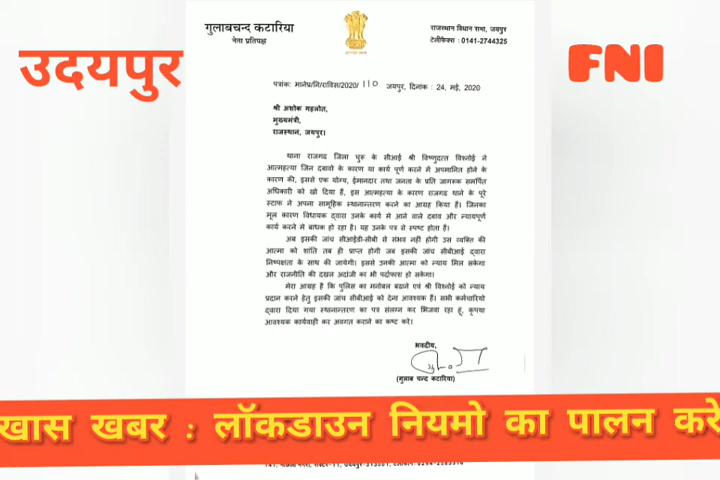 गुलाबचन्द कटारिया
नेता प्रतिपक्ष
राजस्थान विधान सभा, जयपुर
टेलीफैक्स : 0141-2744325
उदयपुर
FNI
पत्रांक: मानेप्र/नि/राविस/2020/ 110 जयपुर, दिनांक : 24, मई, 2020
श्री अशोक गहलोत,
मुख्यमंत्री,
राजस्थान, जयपुर।
थाना राजगढ जिला चुरू के सीआई श्री विष्णुदत्त विश्नोई ने
आत्महत्या जिन दबावो के कारण या कार्य पूर्ण करने में अपमानित होने के
कारण की, इससे एक योग्य, ईमानदार तथा जनता के प्रति जागरूक समर्पित
अधिकारी को खो दिया हैं, इस आत्महत्या के कारण राजगढ थाने के पूरे
स्टाफ ने अपना सामूहिक स्थानान्तरण करने का आग्रह किया हैं। जिनका
मूल कारण विधायक द्वारा उनके कार्य मे आने वाले दबाव और न्यायपूर्ण
कार्य करने मे बाधक हो रहा है। यह उनके पत्र से स्पष्ट होता हैं।
अब इसकी जांच सीआईडी-सीबी से संभव नहीं होगी उस व्यक्ति की
आत्मा को शांति तब ही प्राप्त होगी जब इसकी जांच सीबीआई द्वारा
निष्पक्षता के साथ की जायेगी। इससे उनकी आत्मा को न्याय मिल सकेगा
और राजनीति की दखल अदांजी का भी पर्दाफाश हो सकेगा।
मेरा आग्रह है कि पुलिस का मनोबल बढाने एवं श्री विश्नोई को न्याय
प्रदान करने हेतु इसकी जांच सीबीआई को देना आवश्यक हैं। सभी कर्मचारियो
द्वारा दिया गया स्थानान्तरण का पत्र संलग्न कर भिजवा रहा हूं, कृपया
आवश्यक कार्यवाही कर अवगत कराने का कष्ट करे।
भवदीय,
(गुलाब चन्द कटारिया)
खास खबर : लॉकडाउन नियमो का पालन करे